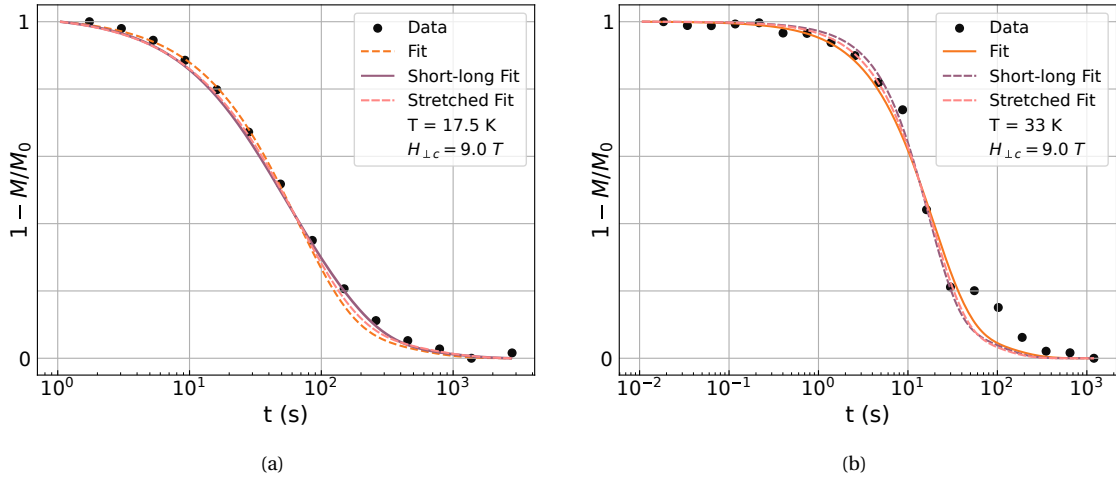 1 − M/M₀
1
0
Data
Fit
Short-long Fit
Stretched Fit
T = 17.5 K
H⊥c = 9.0 T
10⁰
10¹
10²
10³
t (s)
(a)
1 − M/M₀
1
0
Data
Fit
Short-long Fit
Stretched Fit
T = 33 K
H⊥c = 9.0 T
10⁻²
10⁻¹
10⁰
10¹
10²
10³
t (s)
(b)